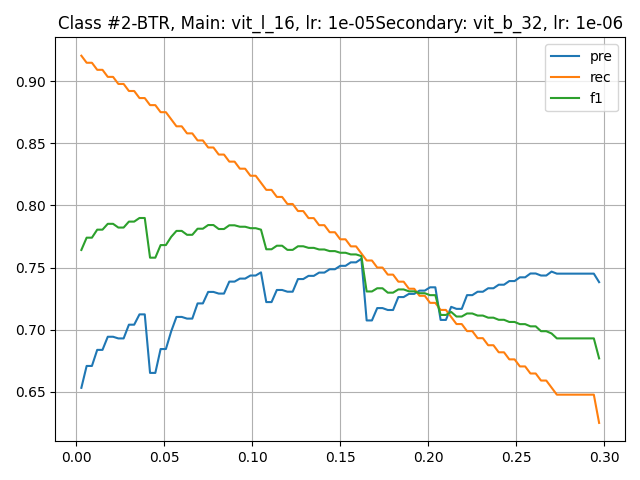 Class #2-BTR, Main: vit_l_16, lr: 1e-05Secondary: vit_b_32, lr: 1e-06
pre
rec
f1
0.90
0.85
0.80
0.75
0.70
0.65
0.00 0.05 0.10 0.15 0.20 0.25 0.30